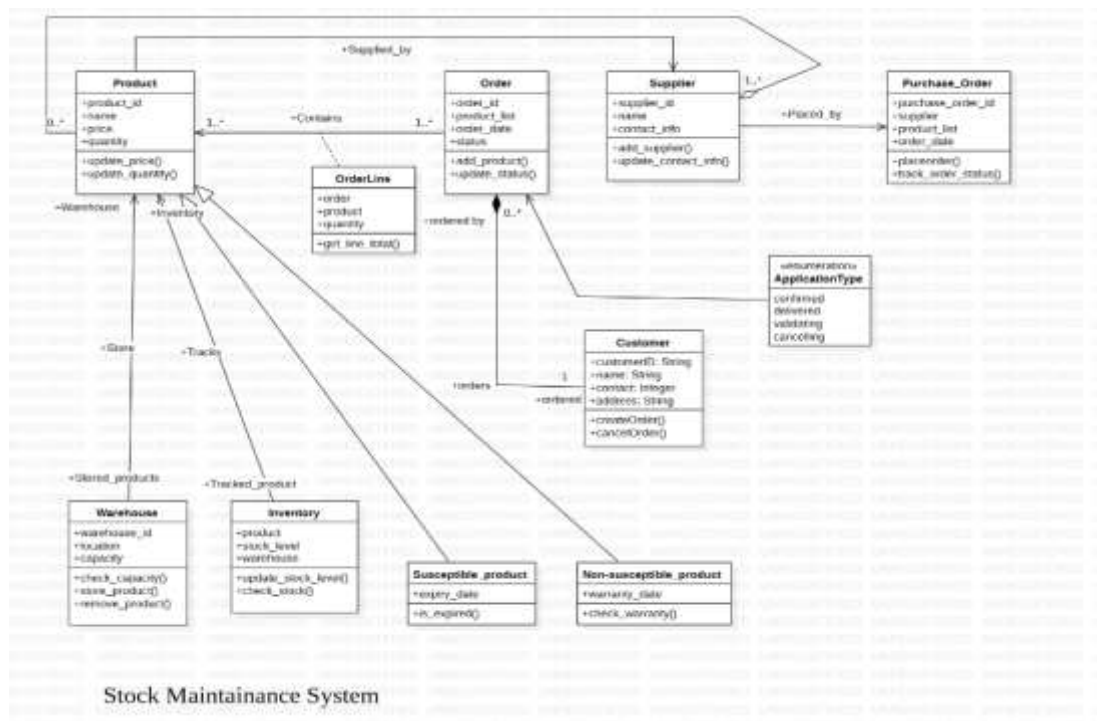 +Supplied_by
Product
+product_id
+name
+price
+quantity
+update_price()
+update_quantity()
0..*
1..*
+Contains
1..*
Order
+order_id
+product_list
+order_date
+status
+add_product()
+update_status()
Supplier
+supplier_id
+name
+contact_info
+add_supplier()
+update_contact_info()
1..*
+Placed_by
Purchase_Order
+purchase_order_id
+supplier
+product_list
+order_date
+placeorder()
+track_order_status()
OrderLine
+order
+product
+quantity
+get_line_total()
+Warehouse
+Inventory
+ordered by
0..*
«enumeration»
ApplicationType
confirmed
delivered
validating
cancelling
+Store
+Tracks
Customer
+customerID: String
+name: String
+contact: Integer
+address: String
+createOrder()
+cancelOrder()
1
+orders
+ordered
+Stored_products
+Tracked_product
Warehouse
+warehouse_id
+location
+capacity
+check_capacity()
+store_product()
+remove_product()
Inventory
+product
+stock_level
+warehouse
+update_stock_level()
+check_stock()
Susceptible_product
+expiry_date
+is_expired()
Non-susceptible_product
+warranty_date
+check_warranty()
Stock Maintainance System